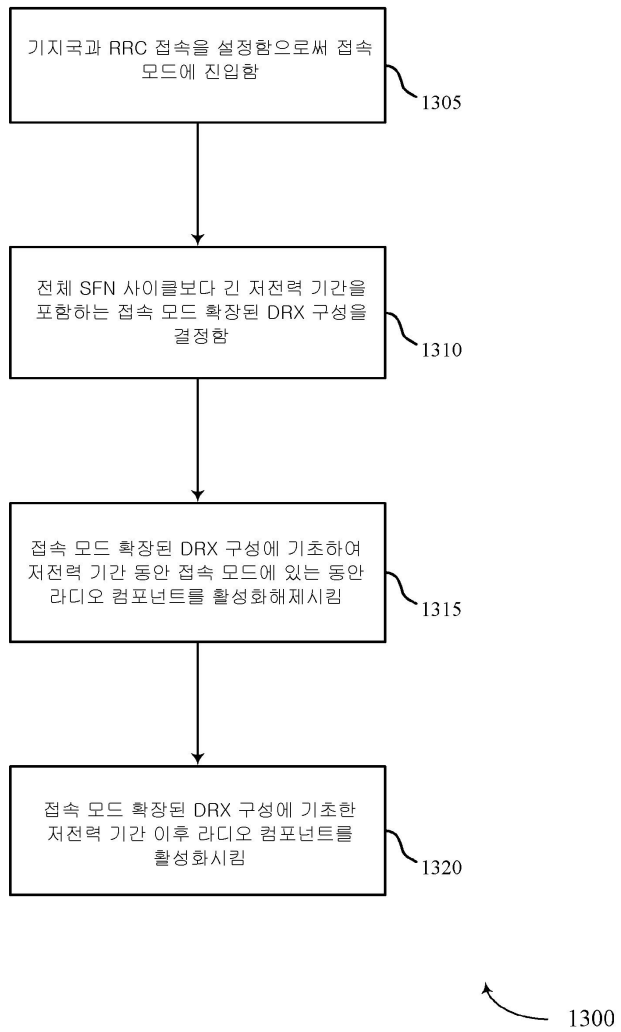 기지국과 RRC 접속을 설정함으로써 접속
모드에 진입함
1305
전체 SFN 사이클보다 긴 저전력 기간을
포함하는 접속 모드 확장된 DRX 구성을
결정함
1310
접속 모드 확장된 DRX 구성에 기초하여
저전력 기간 동안 접속 모드에 있는 동안
라디오 컴포넌트를 활성화해제시킴
1315
접속 모드 확장된 DRX 구성에 기초한
저전력 기간 이후 라디오 컴포넌트를
활성화시킴
1320
1300